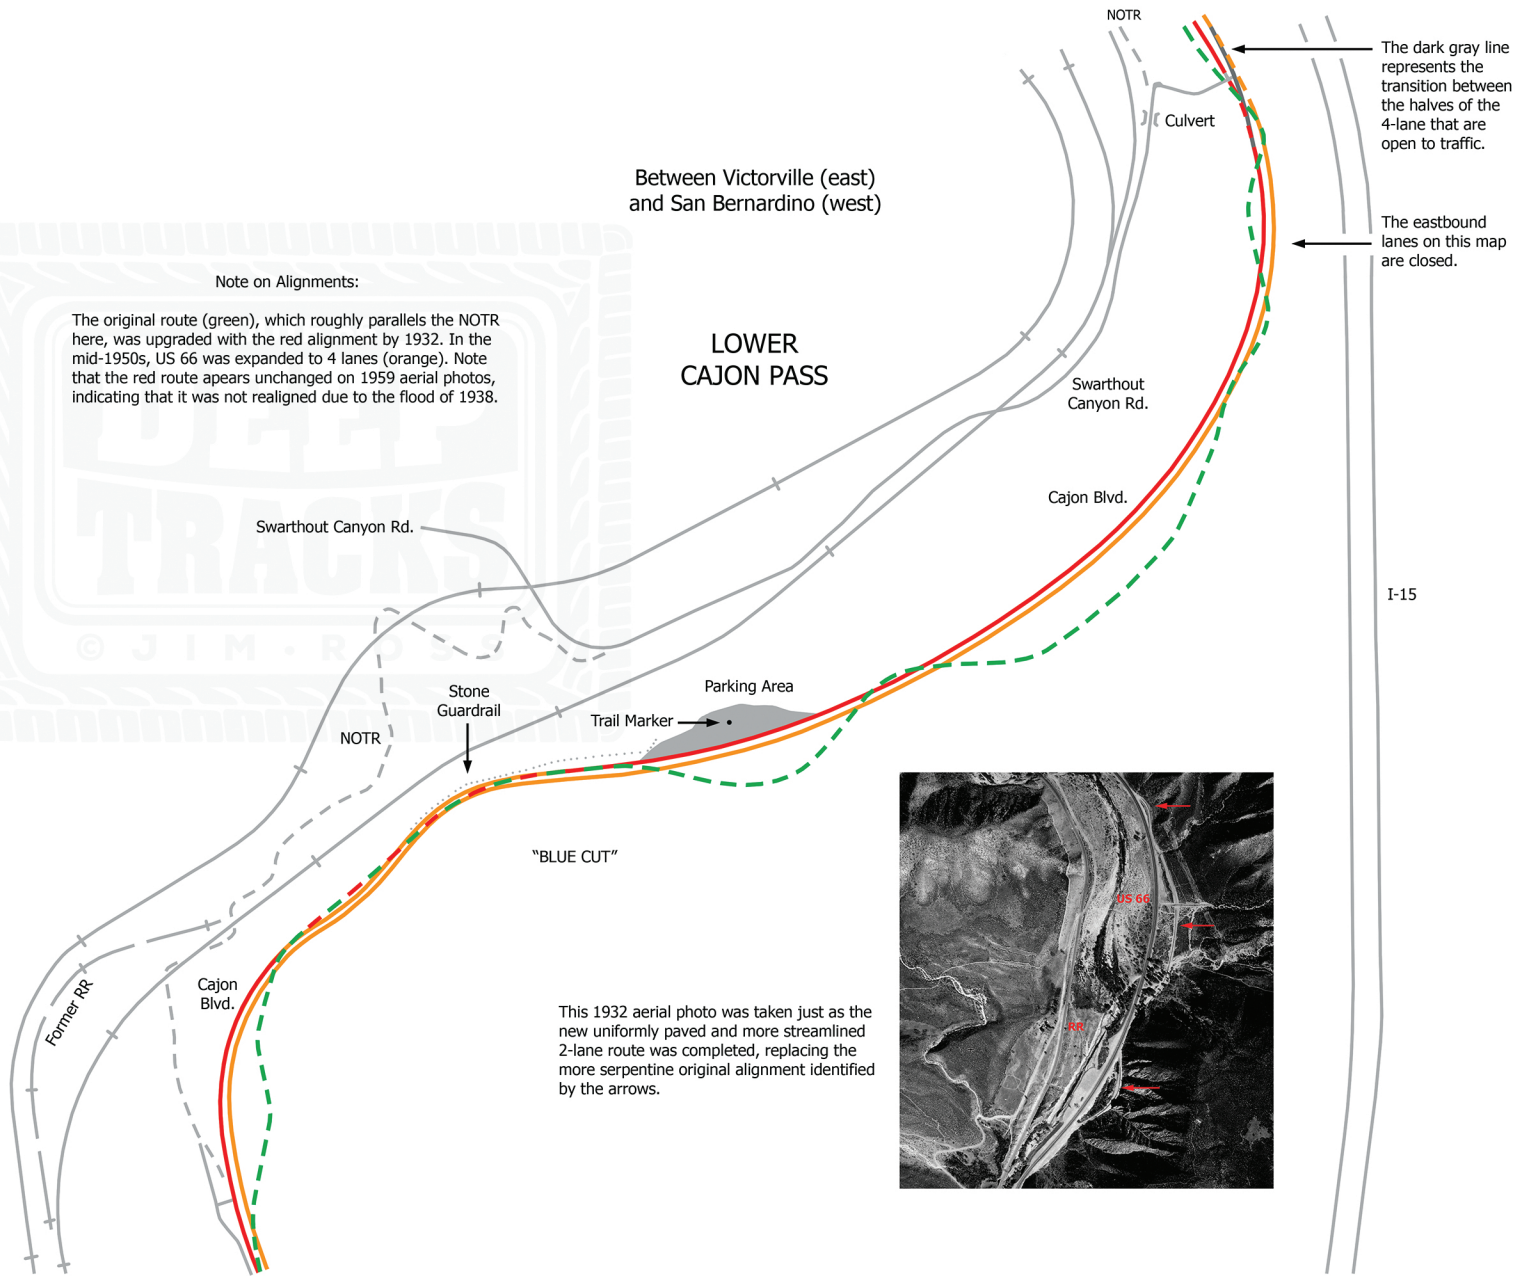 NOTR
The dark gray line
represents the
transition between
the halves of the
4-lane that are
open to traffic.
Culvert
Between Victorville (east)
and San Bernardino (west)
The eastbound
lanes on this map
are closed.
Note on Alignments:
The original route (green), which roughly parallels the NOTR
here, was upgraded with the red alignment by 1932. In the
mid-1950s, US 66 was expanded to 4 lanes (orange). Note
that the red route apears unchanged on 1959 aerial photos,
indicating that it was not realigned due to the flood of 1938.
LOWER
CAJON PASS
DEEP
TRACKS
© JIM · ROSS
Swarthout
Canyon Rd.
Cajon Blvd.
Swarthout Canyon Rd.
I-15
Stone
Guardrail
Parking Area
Trail Marker
NOTR
"BLUE CUT"
US 66
RR
Cajon
Blvd.
Former RR
This 1932 aerial photo was taken just as the
new uniformly paved and more streamlined
2-lane route was completed, replacing the
more serpentine original alignment identified
by the arrows.